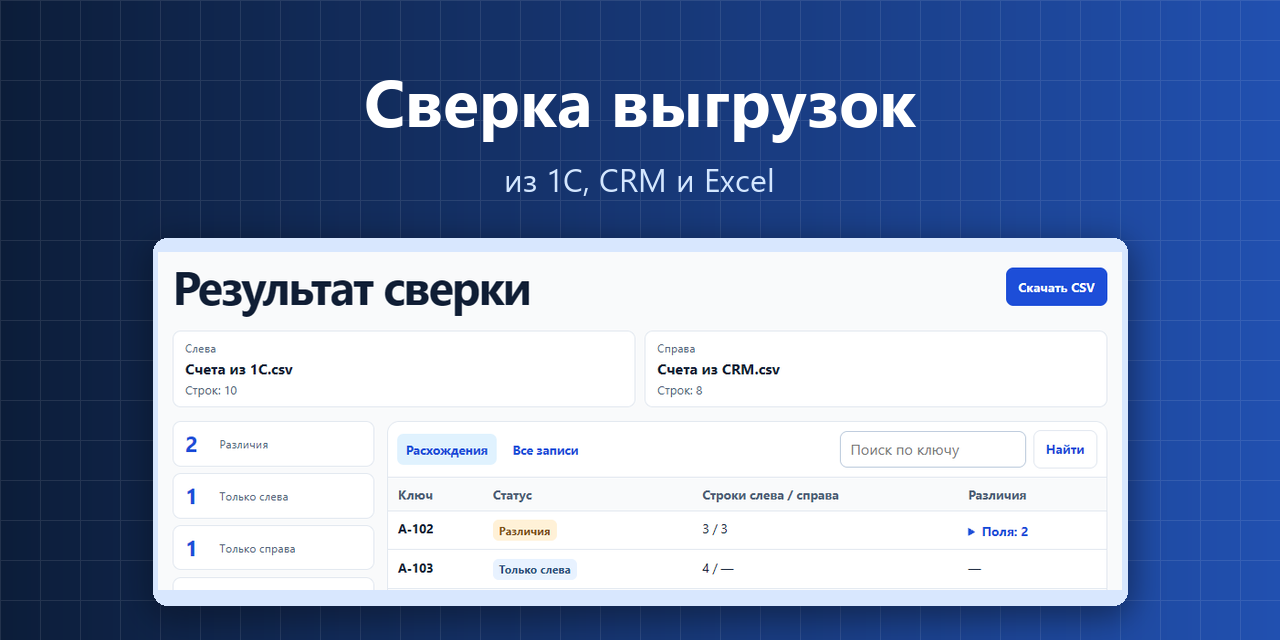 Сверка выгрузок
из 1С, CRM и Excel
Результат сверки
Скачать CSV
Слева
Счета из 1С.csv
Строк: 10
Справа
Счета из CRM.csv
Строк: 8
2 Различия
1 Только слева
1 Только справа
Расхождения Все записи Поиск по ключу Найти
Ключ Статус Строки слева / справа Различия
A-102 Различия 3 / 3 ▶ Поля: 2
A-103 Только слева 4 / — —